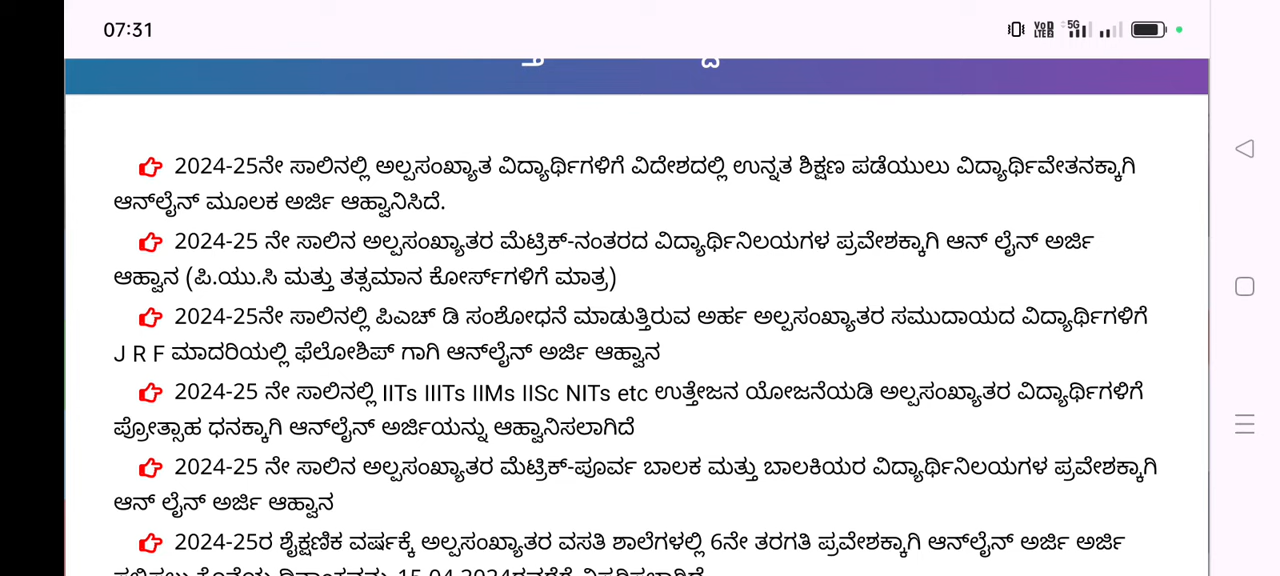 07:31
VoD LTE2 5G
2024-25ನೇ ಸಾಲಿನಲ್ಲಿ ಅಲ್ಪಸಂಖ್ಯಾತ ವಿದ್ಯಾರ್ಥಿಗಳಿಗೆ ವಿದೇಶದಲ್ಲಿ ಉನ್ನತ ಶಿಕ್ಷಣ ಪಡೆಯುಲು ವಿದ್ಯಾರ್ಥಿವೇತನಕ್ಕಾಗಿ
ಆನ್‌ಲೈನ್ ಮೂಲಕ ಅರ್ಜಿ ಆಹ್ವಾನಿಸಿದೆ.
2024-25 ನೇ ಸಾಲಿನ ಅಲ್ಪಸಂಖ್ಯಾತರ ಮೆಟ್ರಿಕ್-ನಂತರದ ವಿದ್ಯಾರ್ಥಿನಿಲಯಗಳ ಪ್ರವೇಶಕ್ಕಾಗಿ ಆನ್ ಲೈನ್ ಅರ್ಜಿ
ಆಹ್ವಾನ (ಪಿ.ಯು.ಸಿ ಮತ್ತು ತತ್ಸಮಾನ ಕೋರ್ಸ್‌ಗಳಿಗೆ ಮಾತ್ರ)
2024-25ನೇ ಸಾಲಿನಲ್ಲಿ ಪಿಎಚ್ ಡಿ ಸಂಶೋಧನೆ ಮಾಡುತ್ತಿರುವ ಅರ್ಹ ಅಲ್ಪಸಂಖ್ಯಾತರ ಸಮುದಾಯದ ವಿದ್ಯಾರ್ಥಿಗಳಿಗೆ
J R F ಮಾದರಿಯಲ್ಲಿ ಫೆಲೋಶಿಪ್ ಗಾಗಿ ಆನ್‌ಲೈನ್ ಅರ್ಜಿ ಆಹ್ವಾನ
2024-25 ನೇ ಸಾಲಿನಲ್ಲಿ IITs IIITs IIMs IISc NITs etc ಉತ್ತೇಜನ ಯೋಜನೆಯಡಿ ಅಲ್ಪಸಂಖ್ಯಾತರ ವಿದ್ಯಾರ್ಥಿಗಳಿಗೆ
ಪ್ರೋತ್ಸಾಹ ಧನಕ್ಕಾಗಿ ಆನ್‌ಲೈನ್ ಅರ್ಜಿಯನ್ನು ಆಹ್ವಾನಿಸಲಾಗಿದೆ
2024-25 ನೇ ಸಾಲಿನ ಅಲ್ಪಸಂಖ್ಯಾತರ ಮೆಟ್ರಿಕ್-ಪೂರ್ವ ಬಾಲಕ ಮತ್ತು ಬಾಲಕಿಯರ ವಿದ್ಯಾರ್ಥಿನಿಲಯಗಳ ಪ್ರವೇಶಕ್ಕಾಗಿ
ಆನ್ ಲೈನ್ ಅರ್ಜಿ ಆಹ್ವಾನ
2024-25ರ ಶೈಕ್ಷಣಿಕ ವರ್ಷಕ್ಕೆ ಅಲ್ಪಸಂಖ್ಯಾತರ ವಸತಿ ಶಾಲೆಗಳಲ್ಲಿ 6ನೇ ತರಗತಿ ಪ್ರವೇಶಕ್ಕಾಗಿ ಆನ್‌ಲೈನ್ ಅರ್ಜಿ ಅರ್ಜಿ